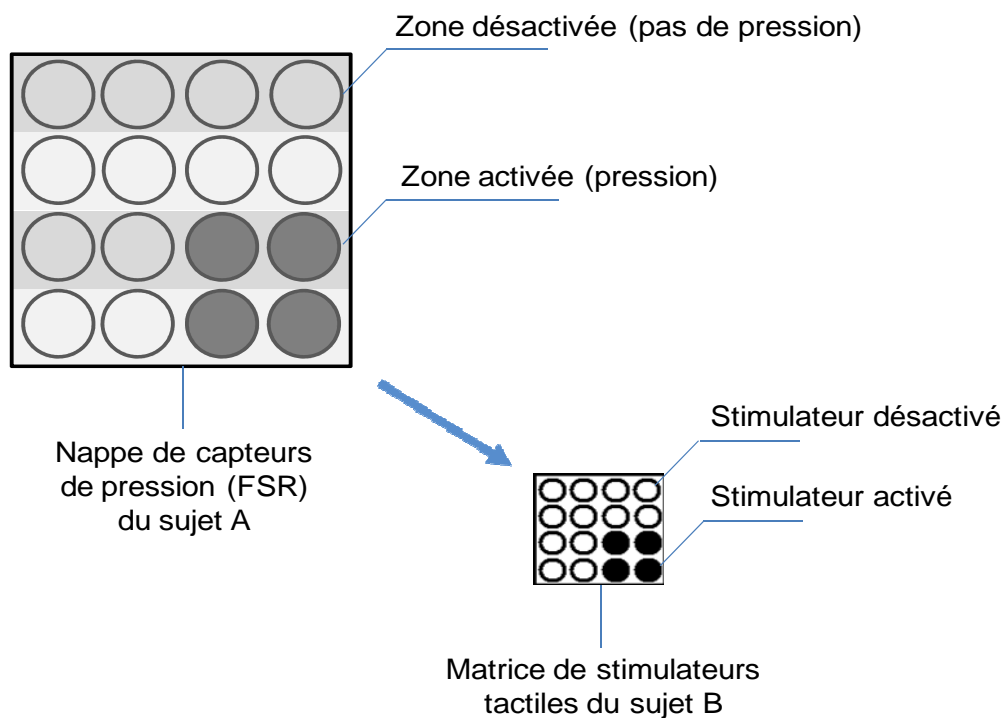 Zone désactivée (pas de pression)
Zone activée (pression)
Nappe de capteurs
de pression (FSR)
du sujet A
Stimulateur désactivé
Stimulateur activé
Matrice de stimulateurs
tactiles du sujet B